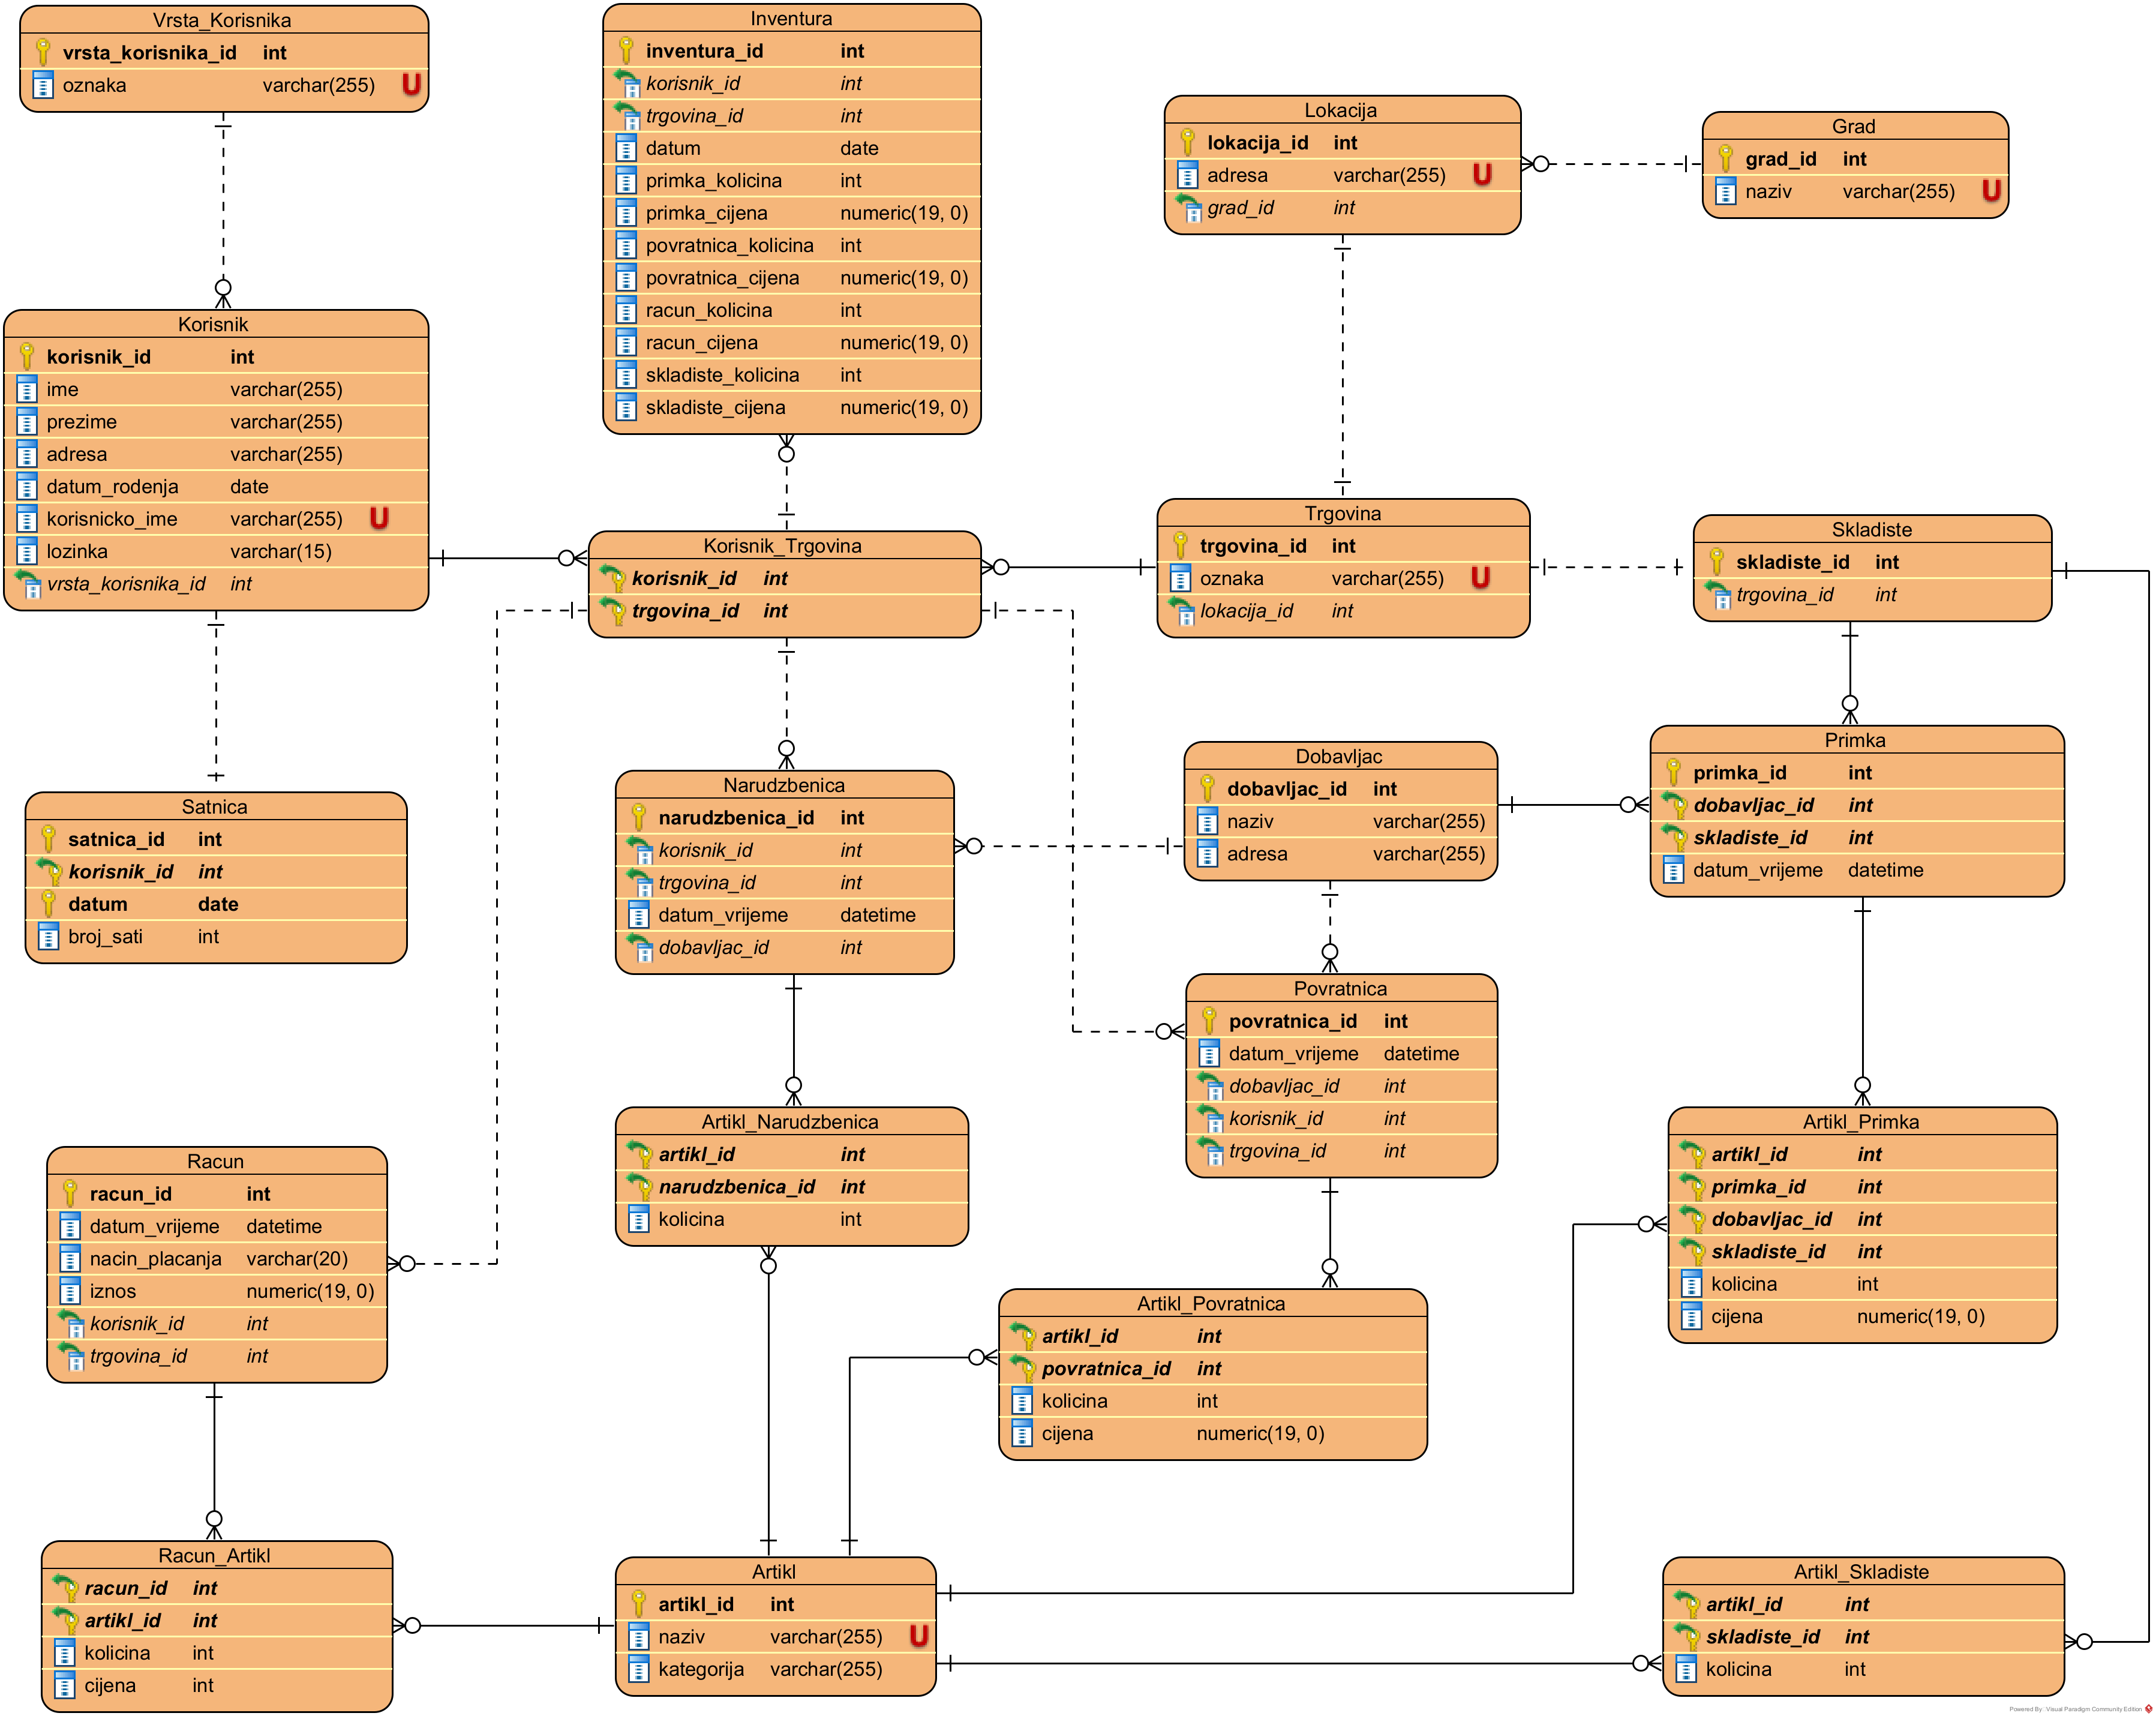 Vrsta_Korisnika
vrsta_korisnika_id int
oznaka varchar(255) U
Inventura
inventura_id int
korisnik_id int
trgovina_id int
datum date
primka_kolicina int
primka_cijena numeric(19, 0)
povratnica_kolicina int
povratnica_cijena numeric(19, 0)
racun_kolicina int
racun_cijena numeric(19, 0)
skladiste_kolicina int
skladiste_cijena numeric(19, 0)
Lokacija
lokacija_id int
adresa varchar(255) U
grad_id int
Grad
grad_id int
naziv varchar(255) U
Korisnik
korisnik_id int
ime varchar(255)
prezime varchar(255)
adresa varchar(255)
datum_rodenja date
korisnicko_ime varchar(255) U
lozinka varchar(15)
vrsta_korisnika_id int
Korisnik_Trgovina
korisnik_id int
trgovina_id int
Trgovina
trgovina_id int
oznaka varchar(255) U
lokacija_id int
Skladiste
skladiste_id int
trgovina_id int
Satnica
satnica_id int
korisnik_id int
datum date
broj_sati int
Narudzbenica
narudzbenica_id int
korisnik_id int
trgovina_id int
datum_vrijeme datetime
dobavljac_id int
Dobavljac
dobavljac_id int
naziv varchar(255)
adresa varchar(255)
Primka
primka_id int
dobavljac_id int
skladiste_id int
datum_vrijeme datetime
Povratnica
povratnica_id int
datum_vrijeme datetime
dobavljac_id int
korisnik_id int
trgovina_id int
Racun
racun_id int
datum_vrijeme datetime
nacin_placanja varchar(20)
iznos numeric(19, 0)
korisnik_id int
trgovina_id int
Artikl_Narudzbenica
artikl_id int
narudzbenica_id int
kolicina int
Artikl_Povratnica
artikl_id int
povratnica_id int
kolicina int
cijena numeric(19, 0)
Artikl_Primka
artikl_id int
primka_id int
dobavljac_id int
skladiste_id int
kolicina int
cijena numeric(19, 0)
Racun_Artikl
racun_id int
artikl_id int
kolicina int
cijena int
Artikl
artikl_id int
naziv varchar(255) U
kategorija varchar(255)
Artikl_Skladiste
artikl_id int
skladiste_id int
kolicina int
Powered By: Visual Paradigm Community Edition